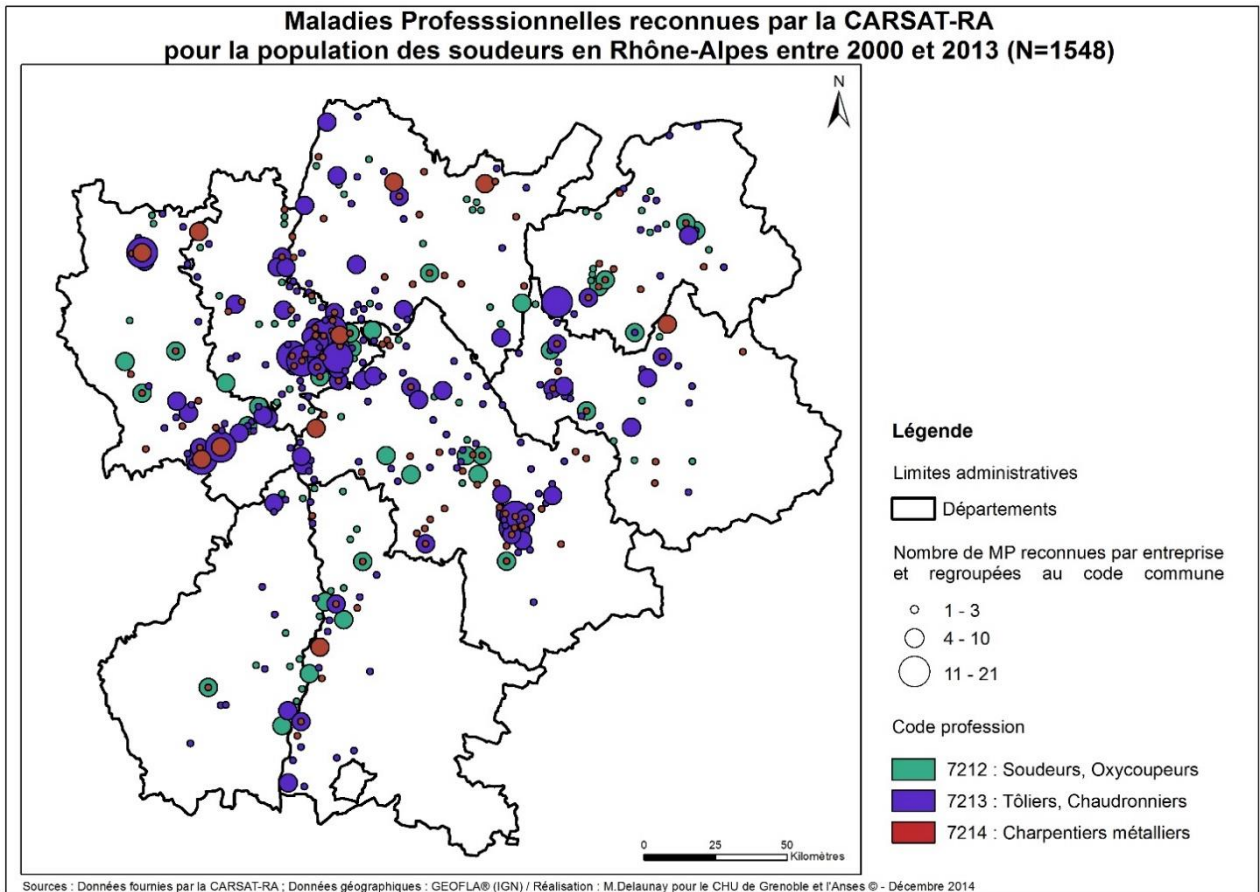 Maladies Professsionnelles reconnues par la CARSAT-RA
pour la population des soudeurs en Rhône-Alpes entre 2000 et 2013 (N=1548)
N
Légende
Limites administratives
Départements
Nombre de MP reconnues par entreprise
et regroupées au code commune
1 - 3
4 - 10
11 - 21
Code profession
7212 : Soudeurs, Oxycoupeurs
7213 : Tôliers, Chaudronniers
7214 : Charpentiers métalliers
0 25 50
Kilomètres
Sources : Données fournies par la CARSAT-RA ; Données géographiques : GEOFLA® (IGN) / Réalisation : M.Delaunay pour le CHU de Grenoble et l'Anses © - Décembre 2014